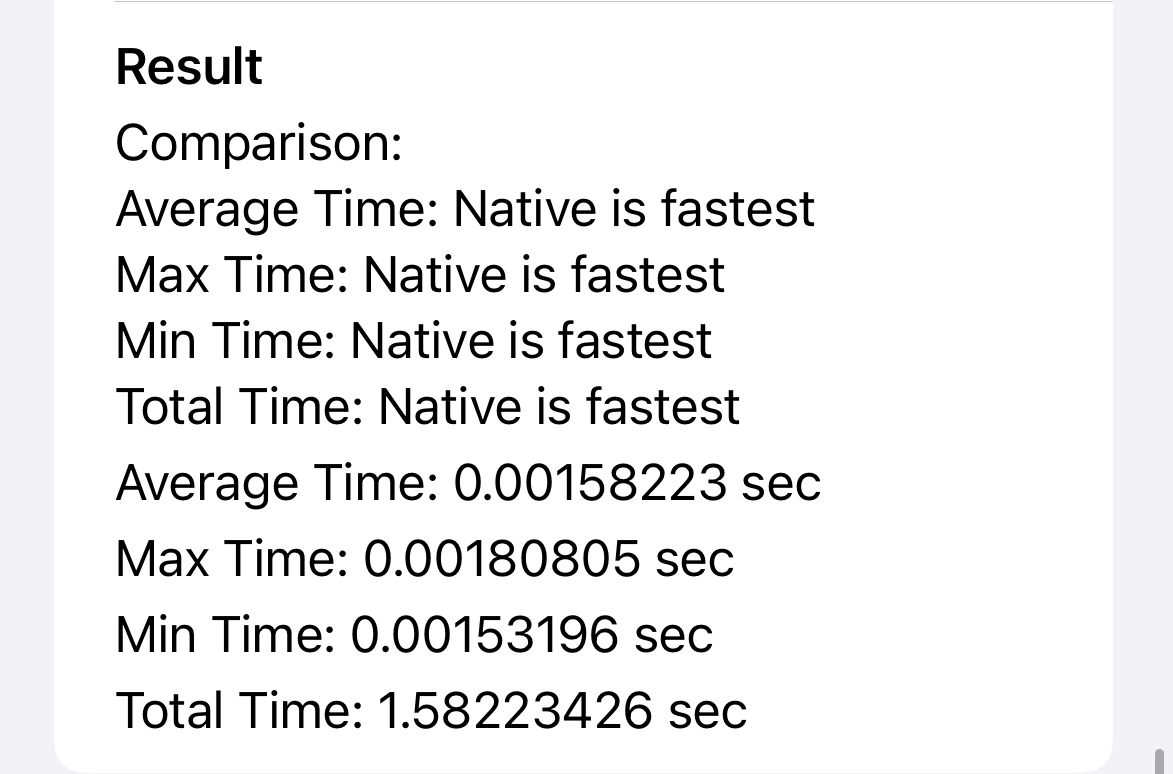 Result
Comparison:
Average Time: Native is fastest
Max Time: Native is fastest
Min Time: Native is fastest
Total Time: Native is fastest
Average Time: 0.00158223 sec
Max Time: 0.00180805 sec
Min Time: 0.00153196 sec
Total Time: 1.58223426 sec